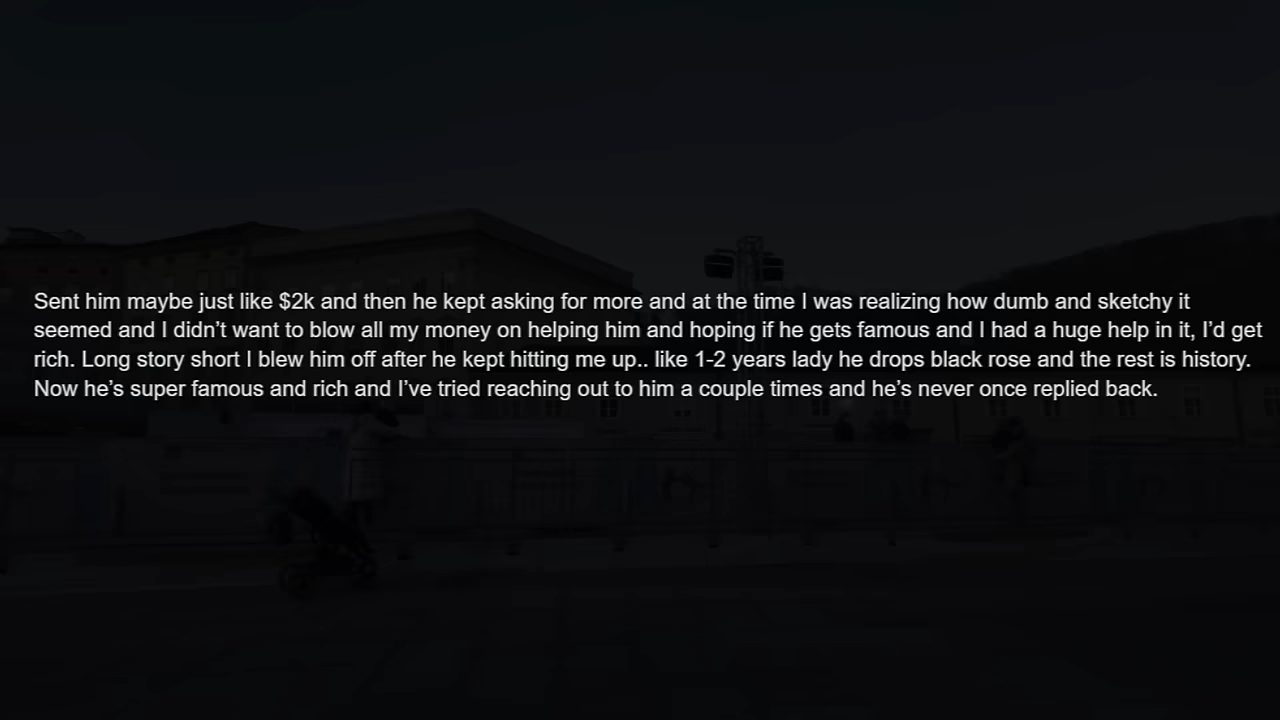 Sent him maybe just like $2k and then he kept asking for more and at the time I was realizing how dumb and sketchy it
seemed and I didn’t want to blow all my money on helping him and hoping if he gets famous and I had a huge help in it, I’d get
rich. Long story short I blew him off after he kept hitting me up.. like 1-2 years lady he drops black rose and the rest is history.
Now he’s super famous and rich and I’ve tried reaching out to him a couple times and he’s never once replied back.